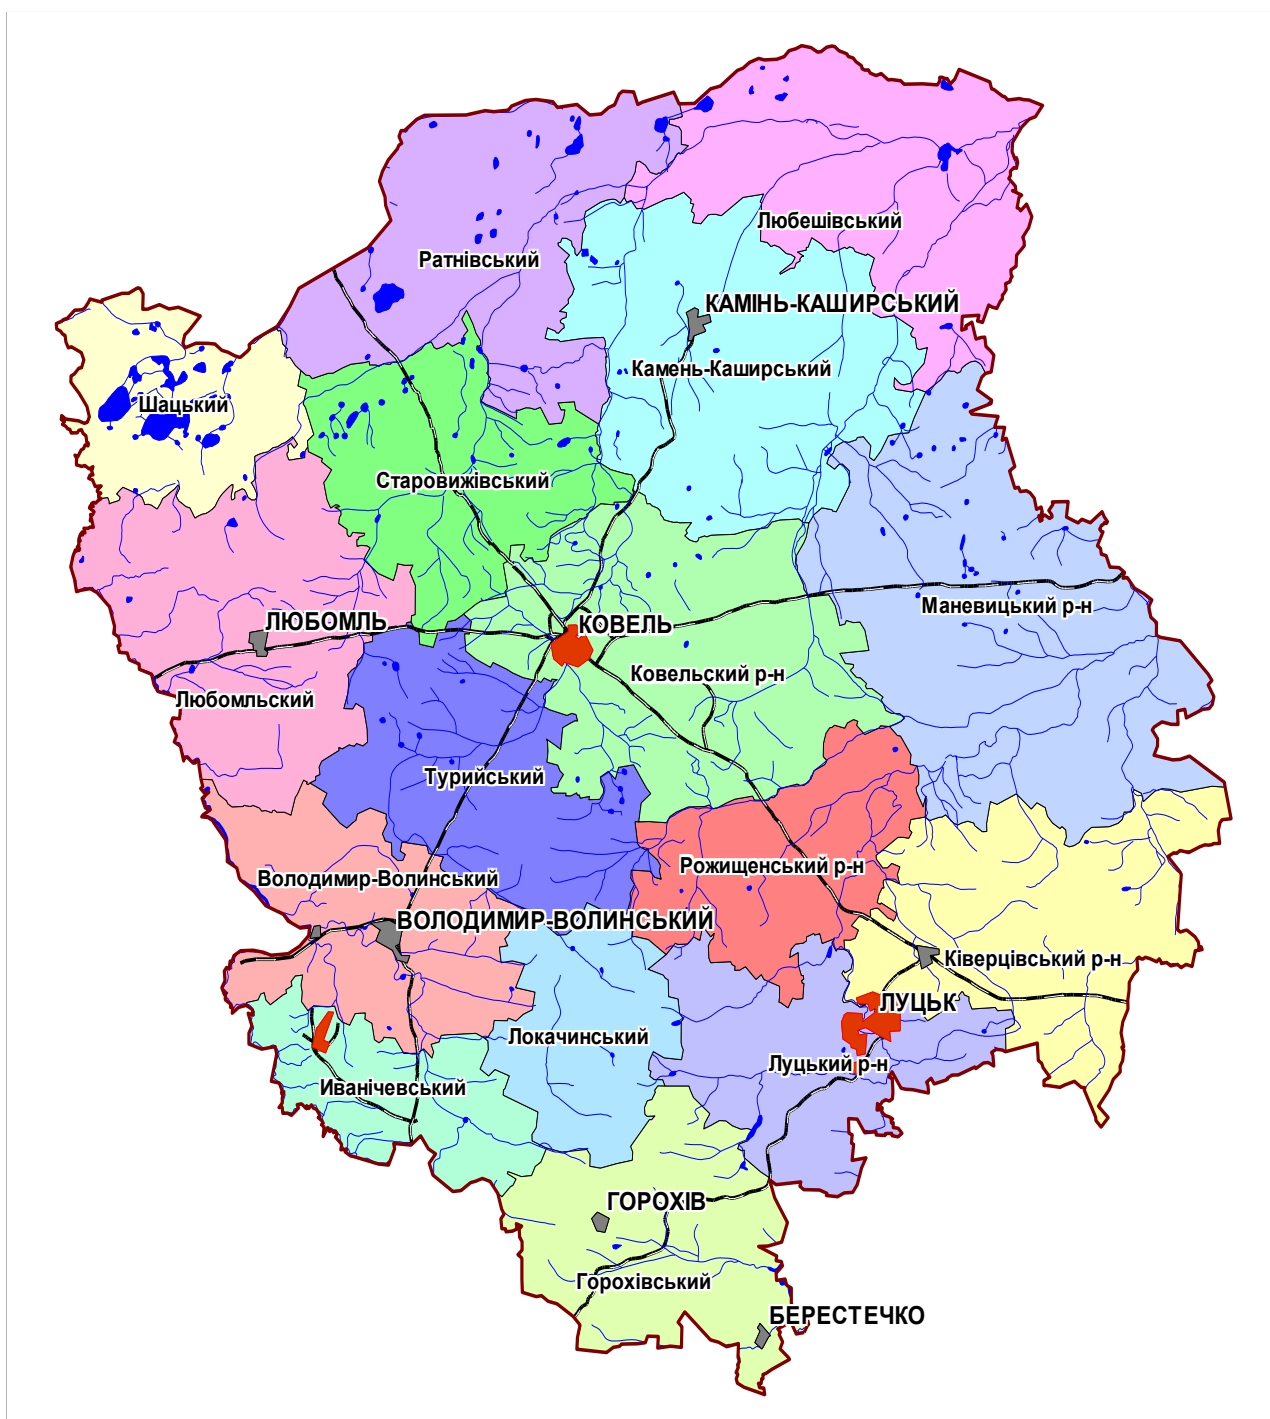 Любешівський
Ратнівський
КАМІНЬ-КАШИРСЬКИЙ
Камень-Каширський
Шацький
Старовижівський
Маневицький р-н
ЛЮБОМЛЬ
КОВЕЛЬ
Ковельский р-н
Любомльский
Турийський
Рожищенський р-н
Володимир-Волинський
ВОЛОДИМИР-ВОЛИНСЬКИЙ
Ківерцівський р-н
ЛУЦЬК
Локачинський
Луцький р-н
Иванічевський
ГОРОХІВ
Горохівський
БЕРЕСТЕЧКО